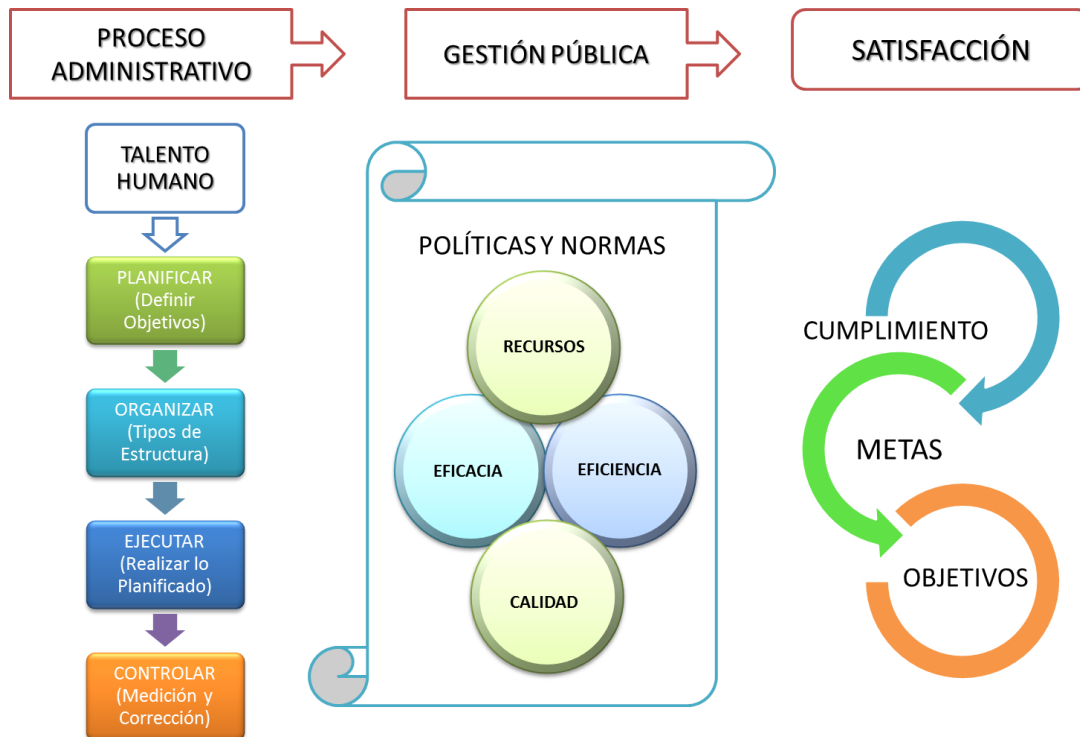 PROCESO
ADMINISTRATIVO
GESTIÓN PÚBLICA
SATISFACCIÓN
TALENTO
HUMANO
PLANIFICAR
(Definir
Objetivos)
ORGANIZAR
(Tipos de
Estructura)
EJECUTAR
(Realizar lo
Planificado)
CONTROLAR
(Medición y
Corrección)
POLÍTICAS Y NORMAS
RECURSOS
EFICACIA
EFICIENCIA
CALIDAD
CUMPLIMIENTO
METAS
OBJETIVOS